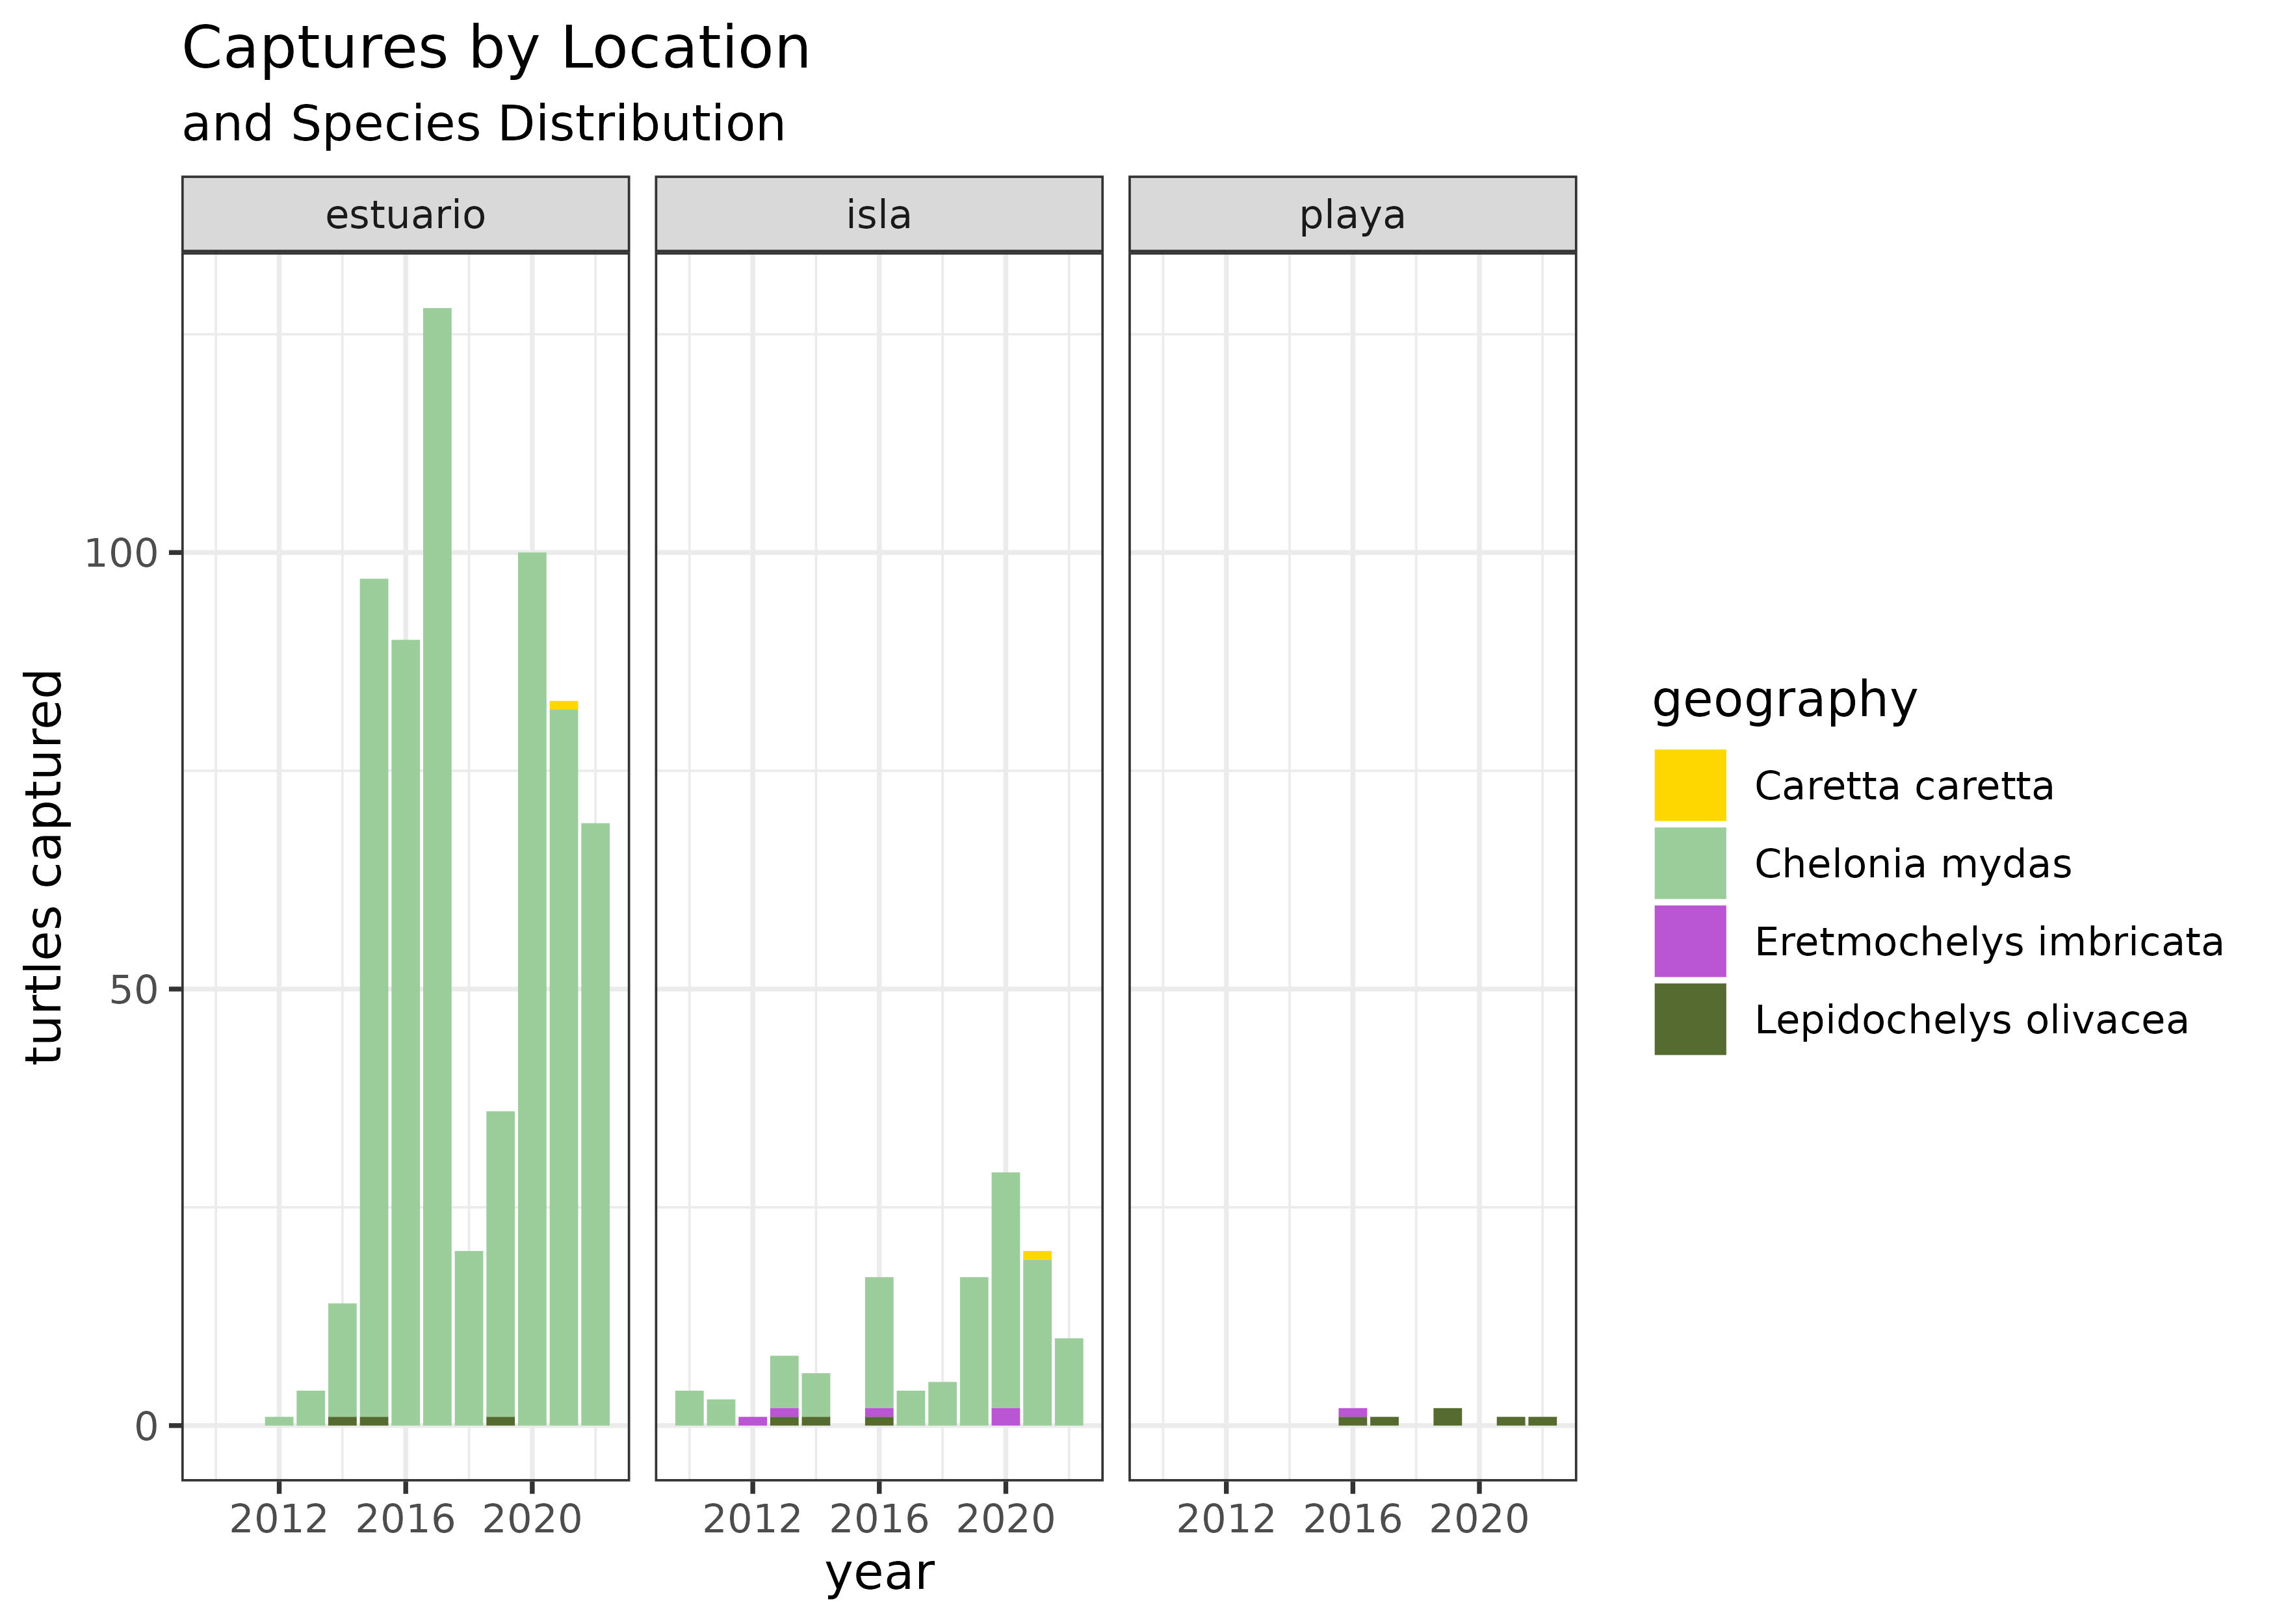 Captures by Location
and Species Distribution
estuario
isla
playa
100
50
0
turtles captured
2012 2016 2020
2012 2016 2020
2012 2016 2020
year
geography
Caretta caretta
Chelonia mydas
Eretmochelys imbricata
Lepidochelys olivacea